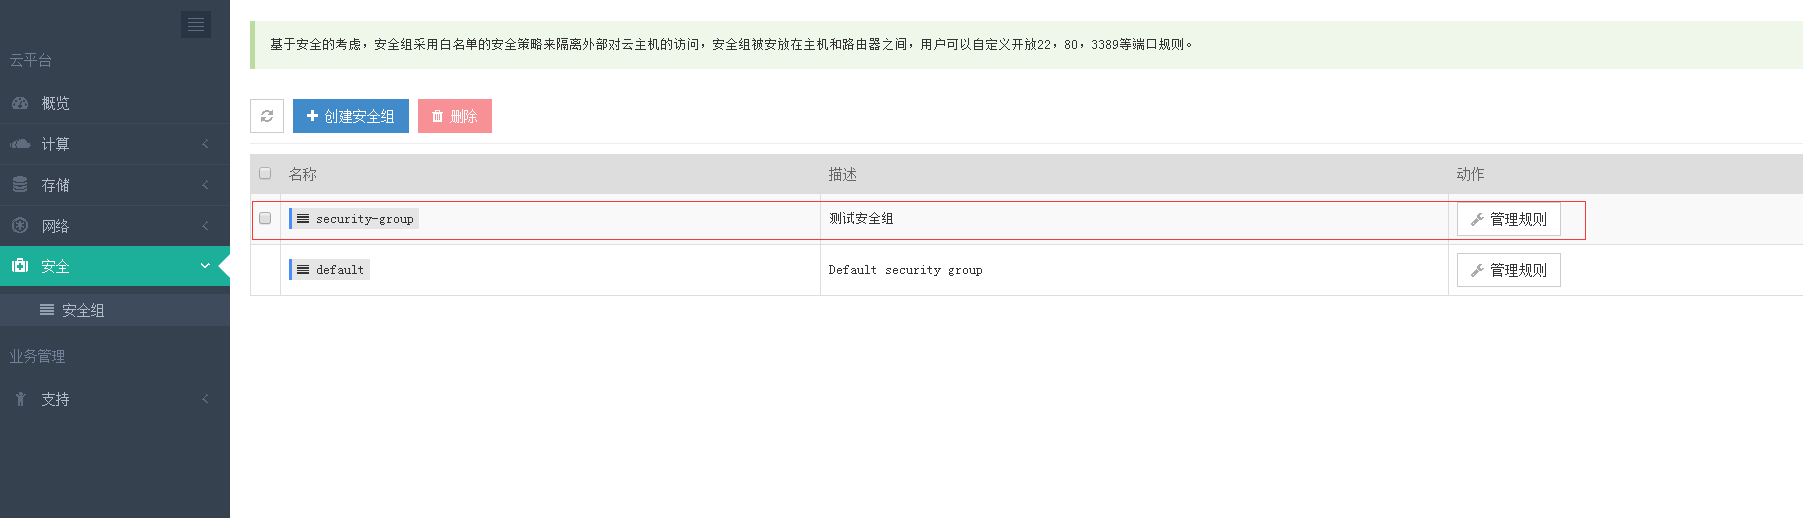 云平台
概览
计算
存储
网络
安全
安全组
业务管理
支持
基于安全的考虑，安全组采用白名单的安全策略来隔离外部对云主机的访问，安全组被安放在主机和路由器之间，用户可以自定义开放22，80，3389等端口规则。
创建安全组 删除
名称 描述 动作
security-group 测试安全组 管理规则
default Default security group 管理规则